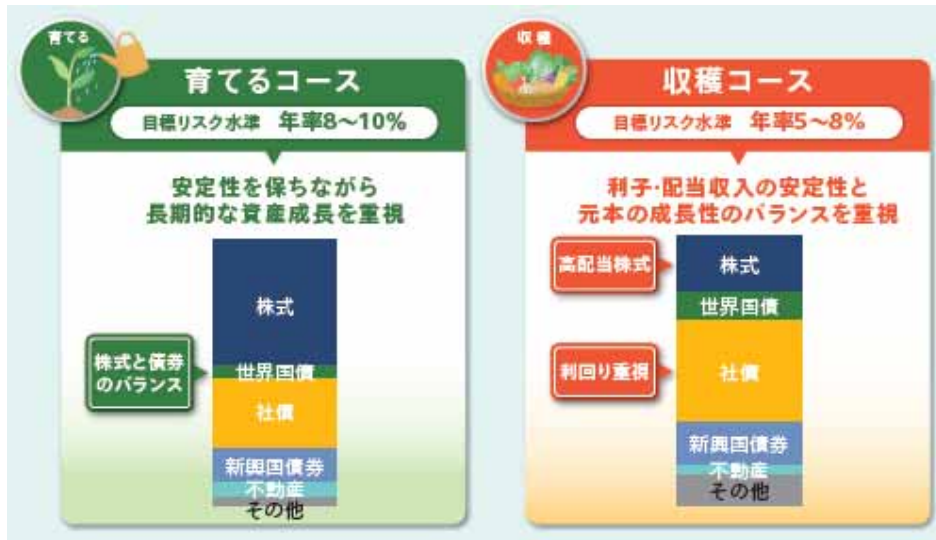 育てる
育てるコース
目標リスク水準 年率8〜10%
安定性を保ちながら
長期的な資産成長を重視
株式
株式と債券
のバランス
世界国債
社債
新興国債券
不動産
その他
収穫
収穫コース
目標リスク水準 年率5〜8%
利子・配当収入の安定性と
元本の成長性のバランスを重視
高配当株式
株式
世界国債
利回り重視
社債
新興国債券
不動産
その他